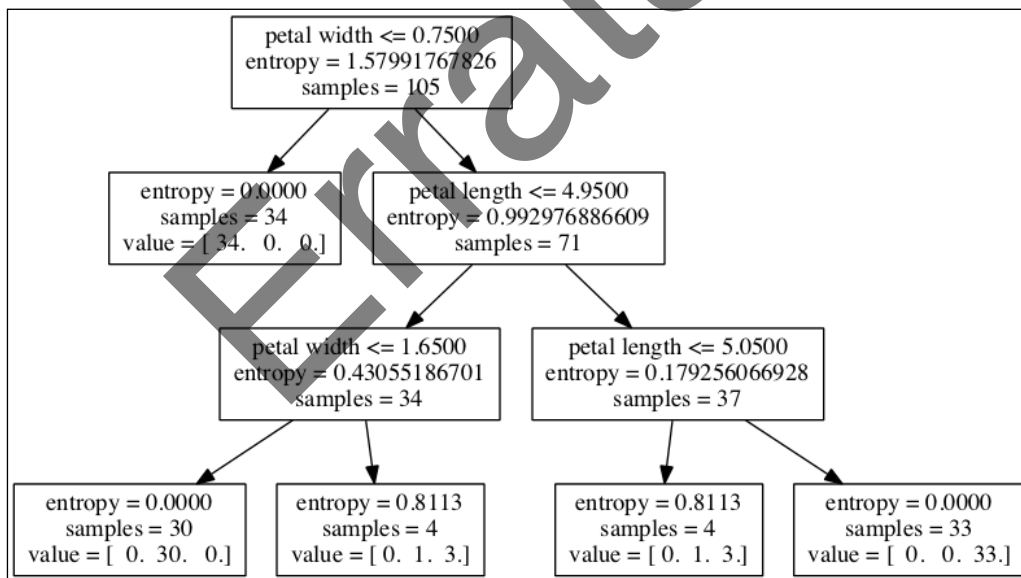 petal width <= 0.7500
entropy = 1.57991767826
samples = 105
entropy = 0.0000
samples = 34
value = [ 34. 0. 0.]
petal length <= 4.9500
entropy = 0.992976886609
samples = 71
petal width <= 1.6500
entropy = 0.43055186701
samples = 34
petal length <= 5.0500
entropy = 0.179256066928
samples = 37
entropy = 0.0000
samples = 30
value = [ 0. 30. 0.]
entropy = 0.8113
samples = 4
value = [ 0. 1. 3.]
entropy = 0.8113
samples = 4
value = [ 0. 1. 3.]
entropy = 0.0000
samples = 33
value = [ 0. 0. 33.]